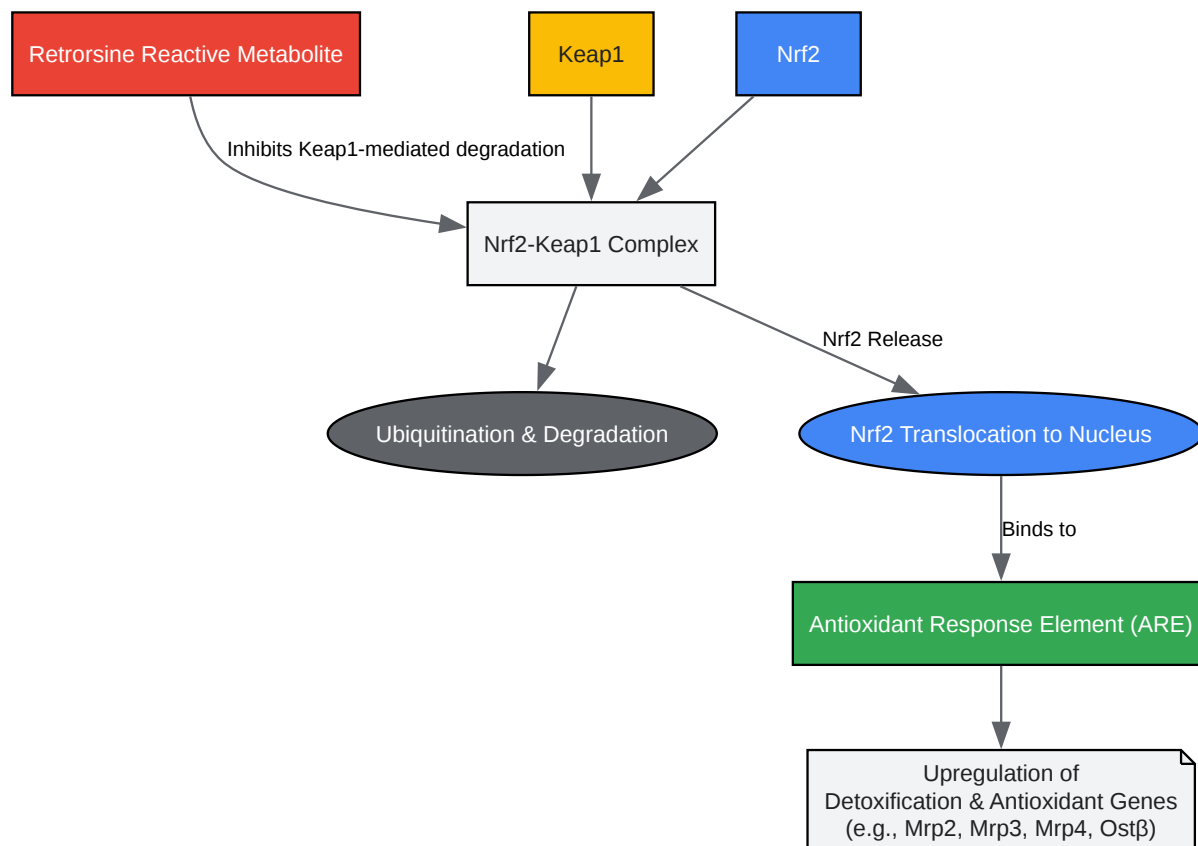 Retrorsine Reactive Metabolite
Keap1
Nrf2
Inhibits Keap1-mediated degradation
Nrf2-Keap1 Complex
Nrf2 Release
Ubiquitination & Degradation
Nrf2 Translocation to Nucleus
Binds to
Antioxidant Response Element (ARE)
Upregulation of
Detoxification & Antioxidant Genes
(e.g., Mrp2, Mrp3, Mrp4, Ostβ)